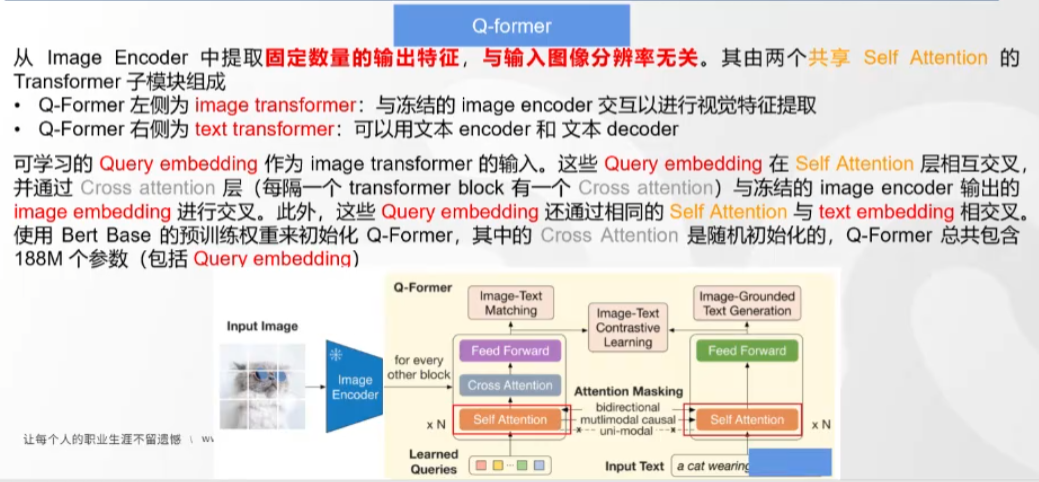 Q-former
从 Image Encoder 中提取固定数量的输出特征，与输入图像分辨率无关。其由两个共享 Self Attention 的
Transformer 子模块组成
• Q-Former 左侧为 image transformer：与冻结的 image encoder 交互以进行视觉特征提取
• Q-Former 右侧为 text transformer：可以用文本 encoder 和 文本 decoder
可学习的 Query embedding 作为 image transformer 的输入。这些 Query embedding 在 Self Attention 层相互交叉，
并通过 Cross attention 层（每隔一个 transformer block 有一个 Cross attention）与冻结的 image encoder 输出的
image embedding 进行交叉。此外，这些 Query embedding 还通过相同的 Self Attention 与 text embedding 相交叉。
使用 Bert Base 的预训练权重来初始化 Q-Former，其中的 Cross Attention 是随机初始化的，Q-Former 总共包含
188M 个参数（包括 Query embedding）
Q-Former
Image-Text
Matching
Image-Text
Contrastive
Learning
Image-Grounded
Text Generation
Input Image
Image
Encoder
for every
other block
Feed Forward
Cross Attention
Self Attention
x N
Attention Masking
bidirectional
mutlimodal causal
uni-modal
Feed Forward
Self Attention
x N
Learned
Queries
...
Input Text
a cat wearing
让每个人的职业生涯不留遗憾 \ w